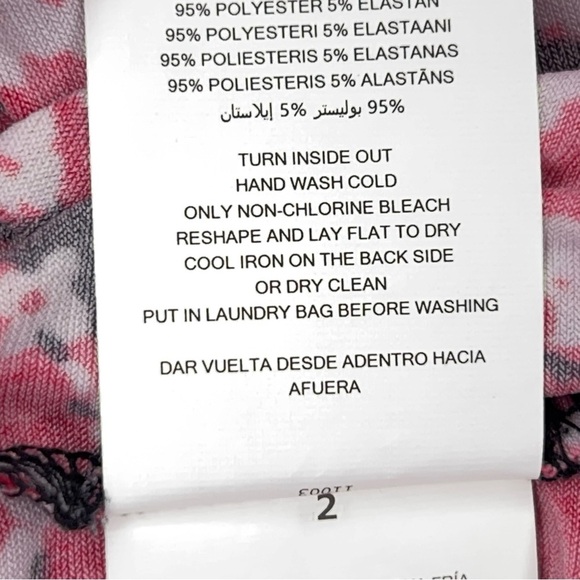 95% POLYESTER 5% ELASTAN
95% POLYESTERI 5% ELASTAANI
95% POLIESTERIS 5% ELASTANAS
95% POLIESTERIS 5% ALASTĀNS
95% بوليستر 5% إيلاستان
TURN INSIDE OUT
HAND WASH COLD
ONLY NON-CHLORINE BLEACH
RESHAPE AND LAY FLAT TO DRY
COOL IRON ON THE BACK SIDE
OR DRY CLEAN
PUT IN LAUNDRY BAG BEFORE WASHING
DAR VUELTA DESDE ADENTRO HACIA
AFUERA
2